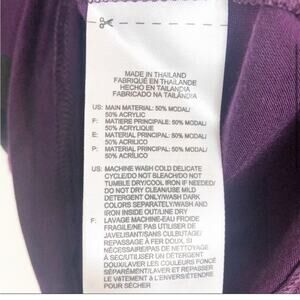 MADE IN THAILAND
FABRIQUÉ EN THAÏLANDE
HECHO EN TAILANDIA
FABRICADO NA TAILÂNDIA
US: MAIN MATERIAL: 50% MODAL/
50% ACRYLIC
F: MATIERE PRINCIPALE: 50% MODAL/
50% ACRYLIQUE
E: MATERIAL PRINCIPAL: 50% MODAL/
50% ACRÍLICO
P: MATERIAL PRINCIPAL: 50% MODAL/
50% ACRÍLICO
US: MACHINE WASH COLD DELICATE
CYCLE/DO NOT BLEACH/DO NOT
TUMBLE DRY/COOL IRON IF NEEDED/
DO NOT DRY CLEAN/USE MILD
DETERGENT ONLY/WASH DARK
COLORS SEPARATELY/WASH AND
IRON INSIDE OUT/LINE DRY
F: LAVAGE MACHINE-EAU FROIDE
FRAGILE/NE PAS UTILISER DE
JAVELISANT/SANS CULBUTAGE/
REPASSAGE À FER DOUX, SI
NÉCESSAIRE/PAS DE NETTOYAGE
À SEC/UTILISER UN DÉTERGENT
DOUX/LAVER LES COULEURS FONCÉS
SÉPARÉMENT/LAVER ET REPASSER
LE VÊTEMENT À L'ENVERS/ÉTENDRE
POUR SÉCHER